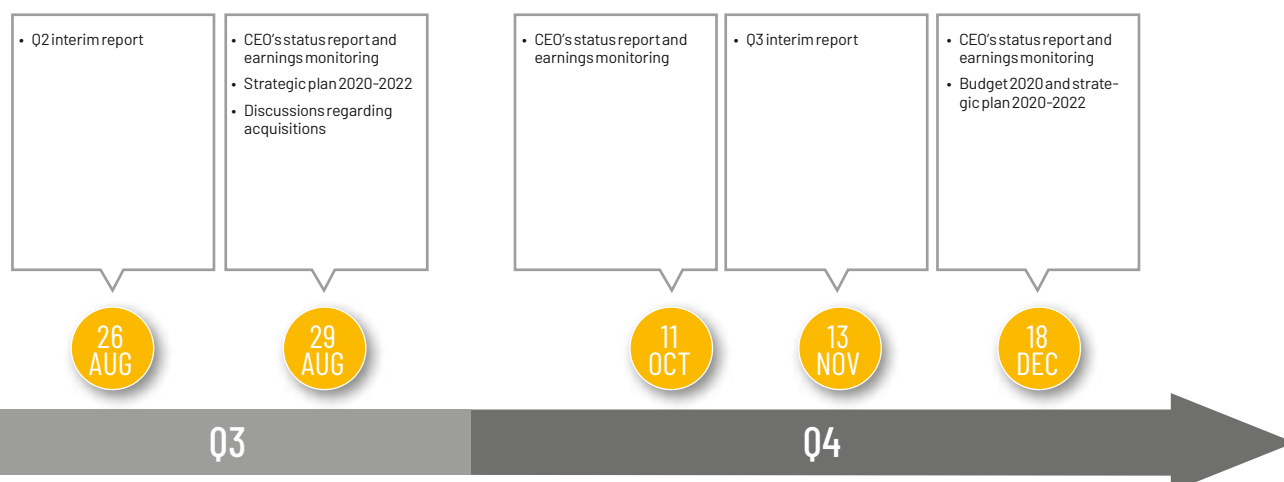 • Q2 interim report
• CEO's status report and
earnings monitoring
• Strategic plan 2020-2022
• Discussions regarding
acquisitions
• CEO's status report and
earnings monitoring
• Q3 interim report
• CEO's status report and
earnings monitoring
• Budget 2020 and strate-
gic plan 2020-2022
26
AUG
29
AUG
11
OCT
13
NOV
18
DEC
Q3
Q4